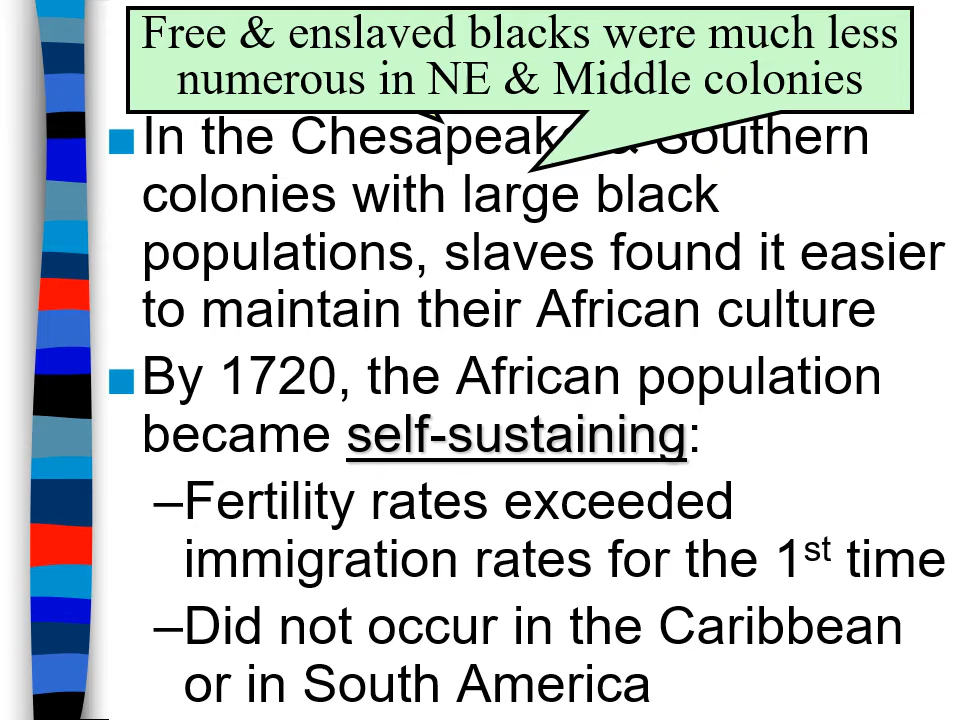 Free & enslaved blacks were much less
numerous in NE & Middle colonies
■In the Chesapeake & Southern
colonies with large black
populations, slaves found it easier
to maintain their African culture
■By 1720, the African population
became self-sustaining:
–Fertility rates exceeded
immigration rates for the 1st time
–Did not occur in the Caribbean
or in South America